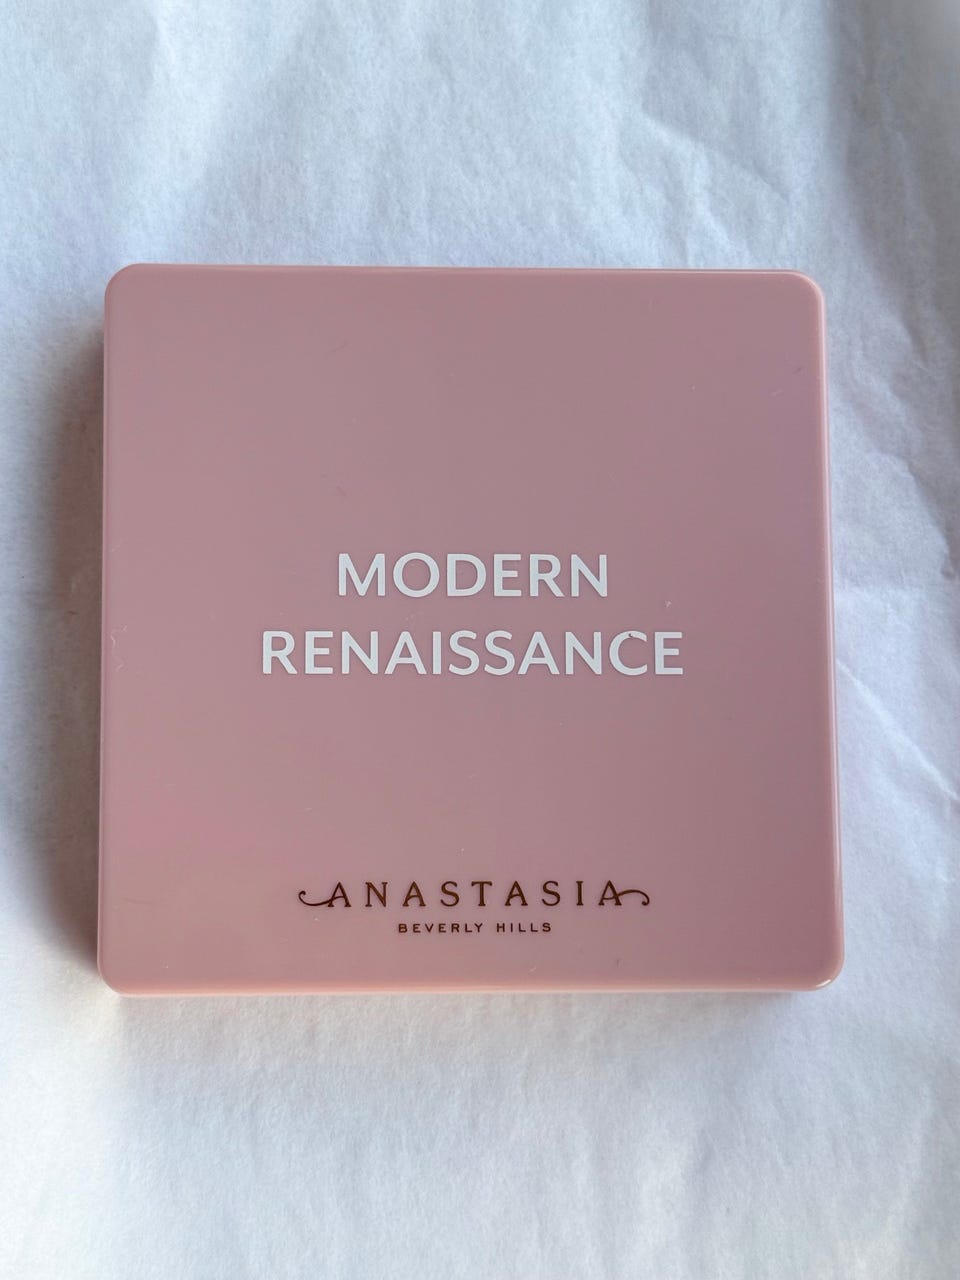 MODERN
RENAISSANCE
ANASTASIA
BEVERLY HILLS